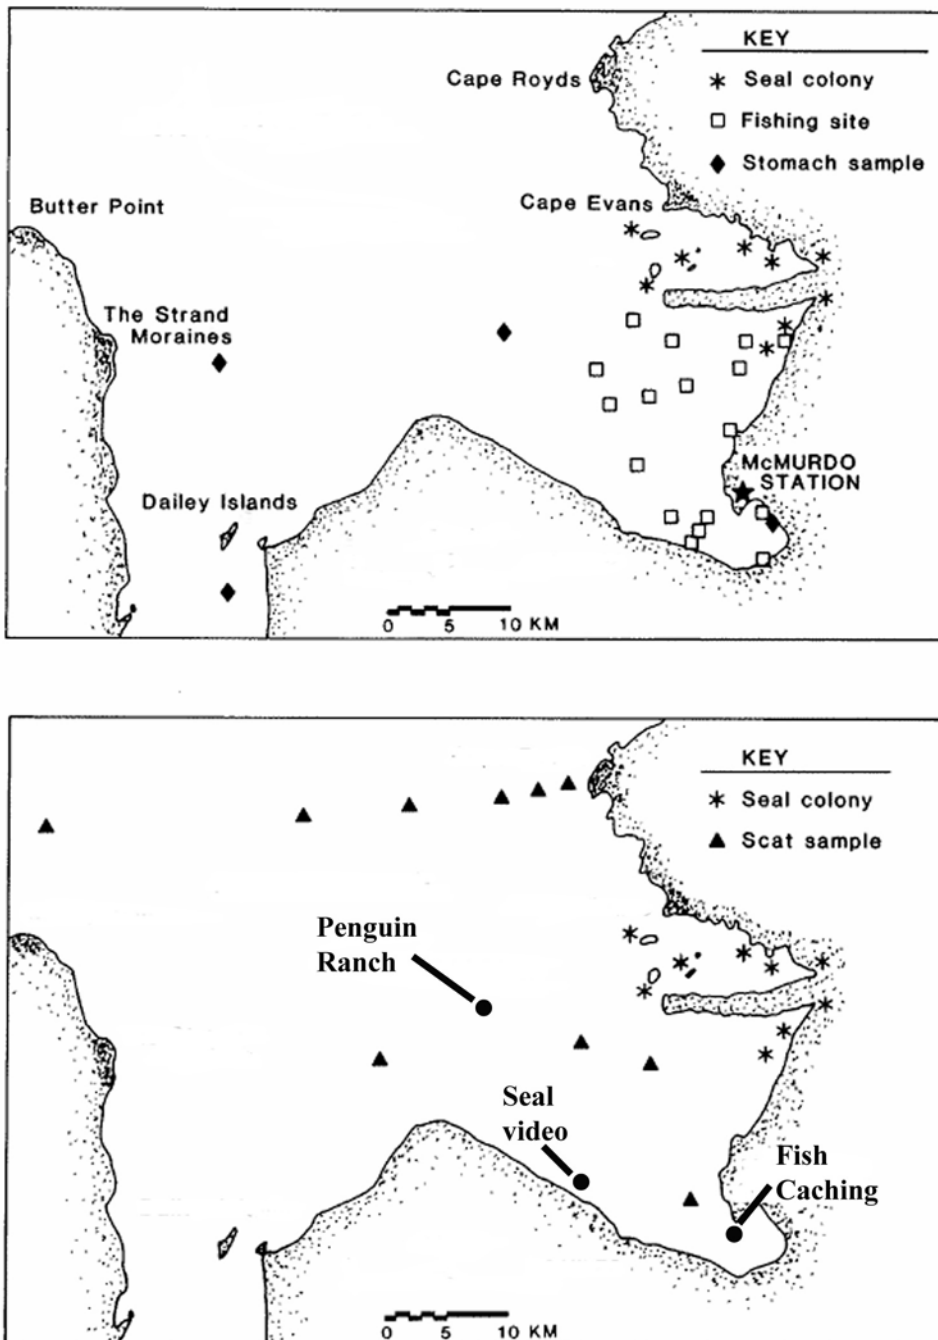 KEY
Seal colony
Fishing site
Stomach sample
Cape Royds
Cape Evans
Butter Point
The Strand
Moraines
McMURDO
STATION
Dailey Islands
0 5 10 KM
KEY
Seal colony
Scat sample
Penguin
Ranch
Seal
video
Fish
Caching
0 5 10 KM